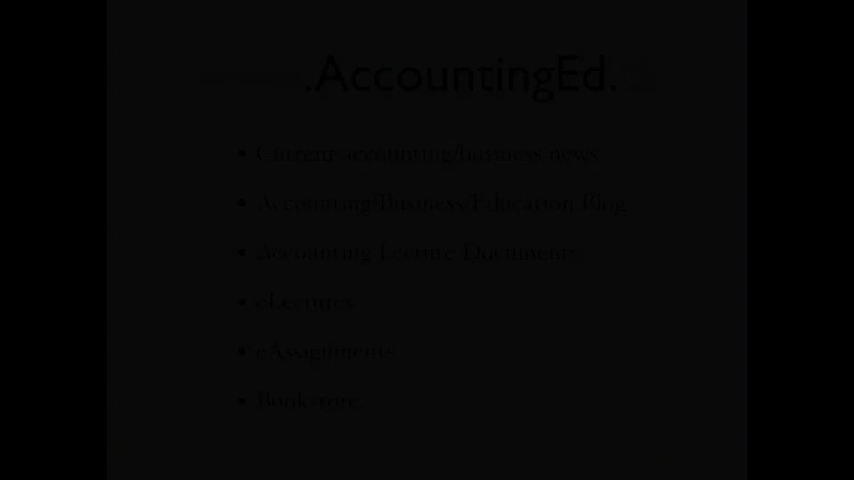 .AccountingEd.
• Current accounting/business news
• Accounting/Business/Education Blog
• Accounting Lecture Documents
• eLectures
• eAssignments
• Bookstore